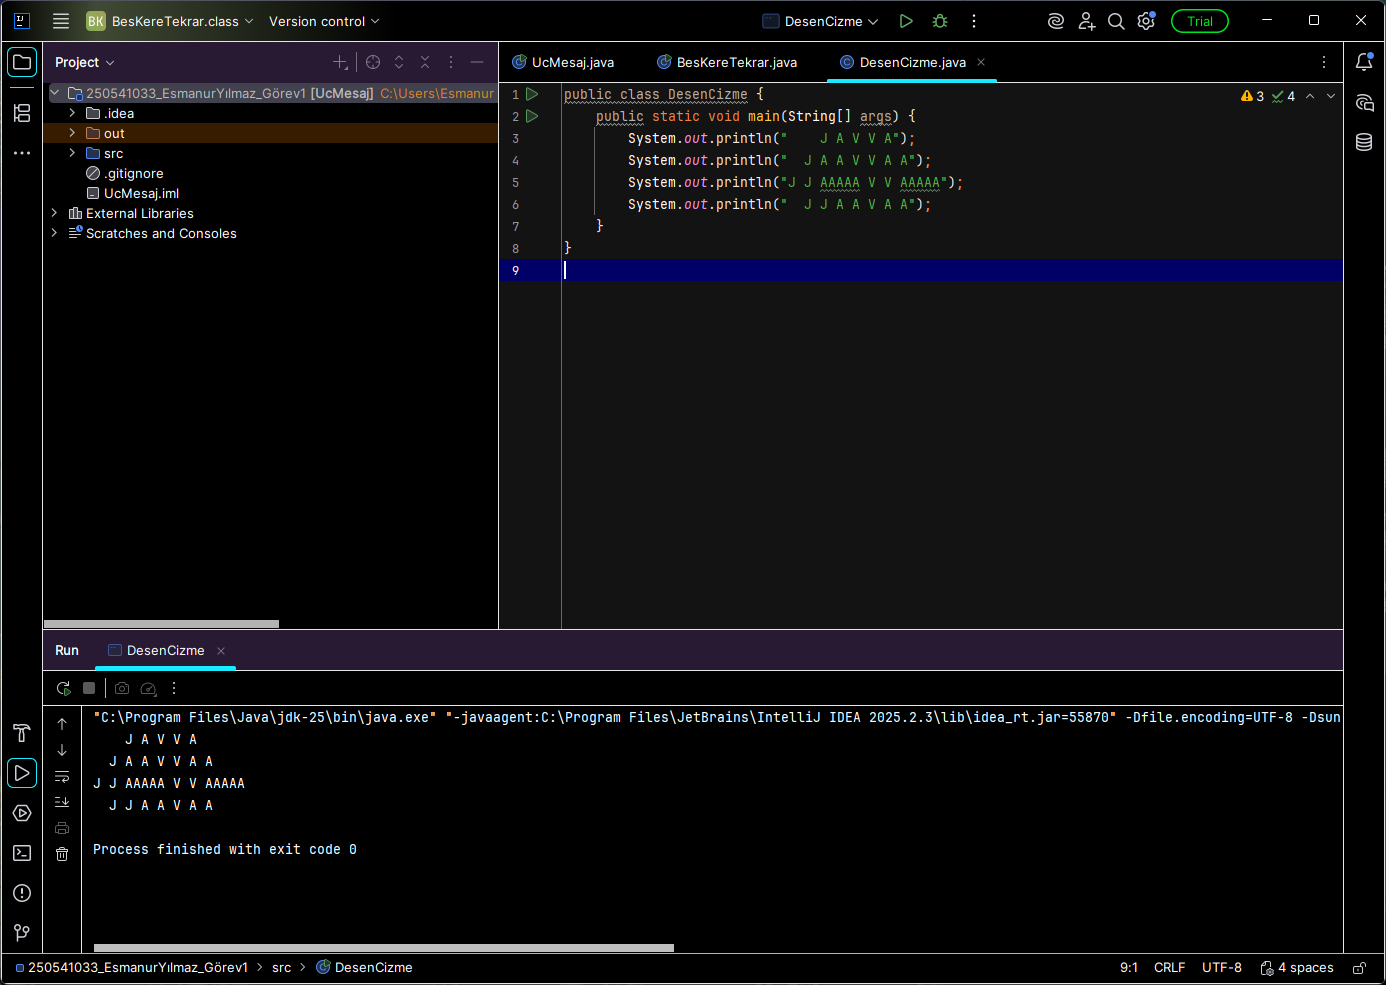 BK BesKereTekrar.class Version control DesenCizme Trial
Project
UcMesaj.java BesKereTekrar.java DesenCizme.java
250541033_EsmanurYılmaz_Görev1 [UcMesaj] C:\Users\Esmanur
.idea
out
src
.gitignore
UcMesaj.iml
External Libraries
Scratches and Consoles
3 4
1 public class DesenCizme {
2     public static void main(String[] args) {
3         System.out.println("    J A V V A");
4         System.out.println("  J A A V V A A");
5         System.out.println("J J AAAAA V V AAAAA");
6         System.out.println("  J J A A V A A");
7     }
8 }
9
Run DesenCizme
"C:\Program Files\Java\jdk-25\bin\java.exe" "-javaagent:C:\Program Files\JetBrains\IntelliJ IDEA 2025.2.3\lib\idea_rt.jar=55870" -Dfile.encoding=UTF-8 -Dsun
    J A V V A
  J A A V V A A
J J AAAAA V V AAAAA
  J J A A V A A
Process finished with exit code 0
250541033_EsmanurYılmaz_Görev1 src DesenCizme 9:1 CRLF UTF-8 4 spaces